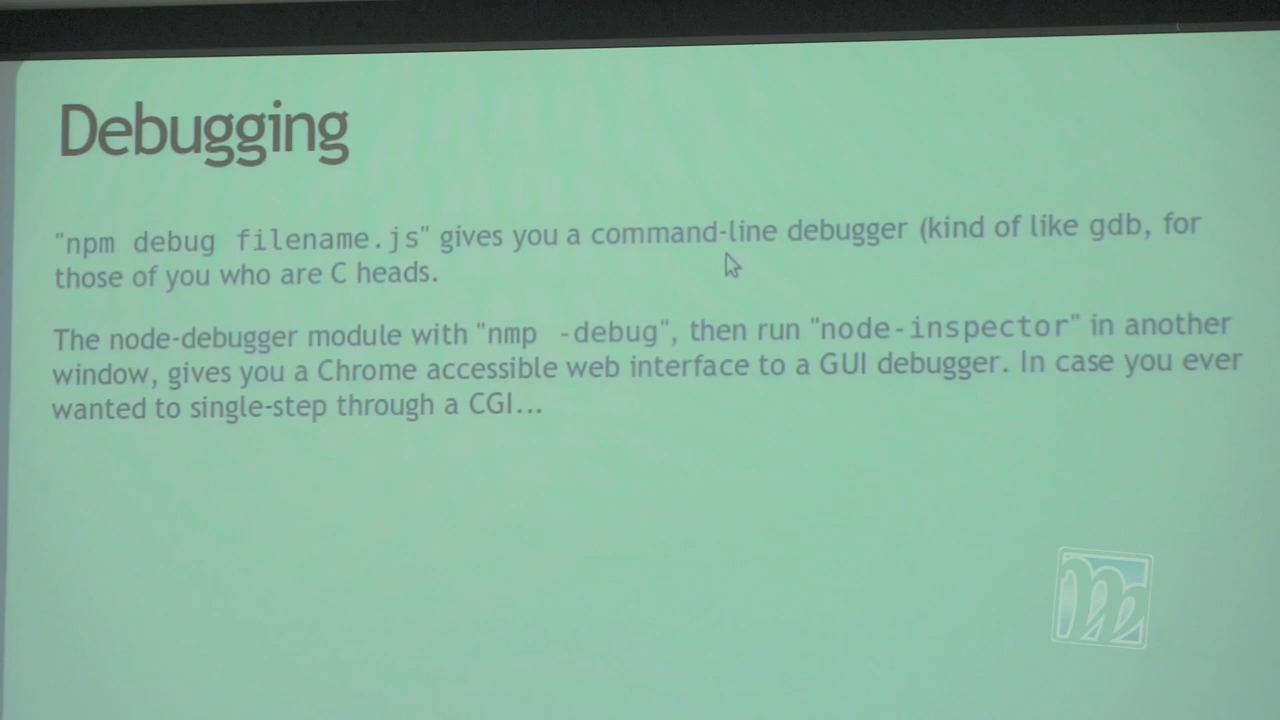 Debugging
"npm debug filename.js" gives you a command-line debugger (kind of like gdb, for
those of you who are C heads.
The node-debugger module with "nmp -debug", then run "node-inspector" in another
window, gives you a Chrome accessible web interface to a GUI debugger. In case you ever
wanted to single-step through a CGI...